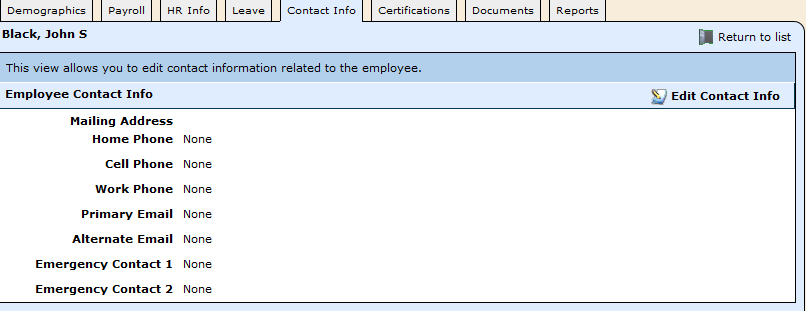 Demographics Payroll HR Info Leave Contact Info Certifications Documents Reports
Black, John S Return to list
This view allows you to edit contact information related to the employee.
Employee Contact Info Edit Contact Info
Mailing Address
Home Phone None
Cell Phone None
Work Phone None
Primary Email None
Alternate Email None
Emergency Contact 1 None
Emergency Contact 2 None